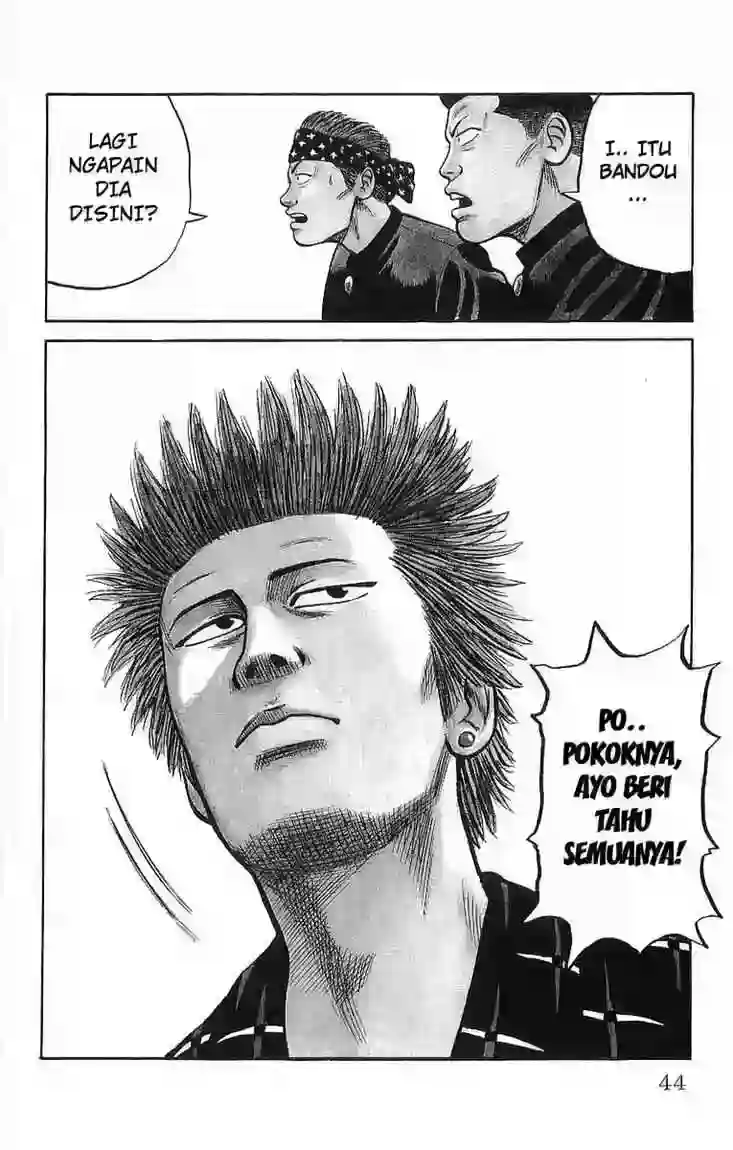 I.. ITU
BANDOU
...
LAGI
NGAPAIN
DIA
DISINI?
PO..
POKOKNYA,
AYO BERI
TAHU
SEMUANYA!
44